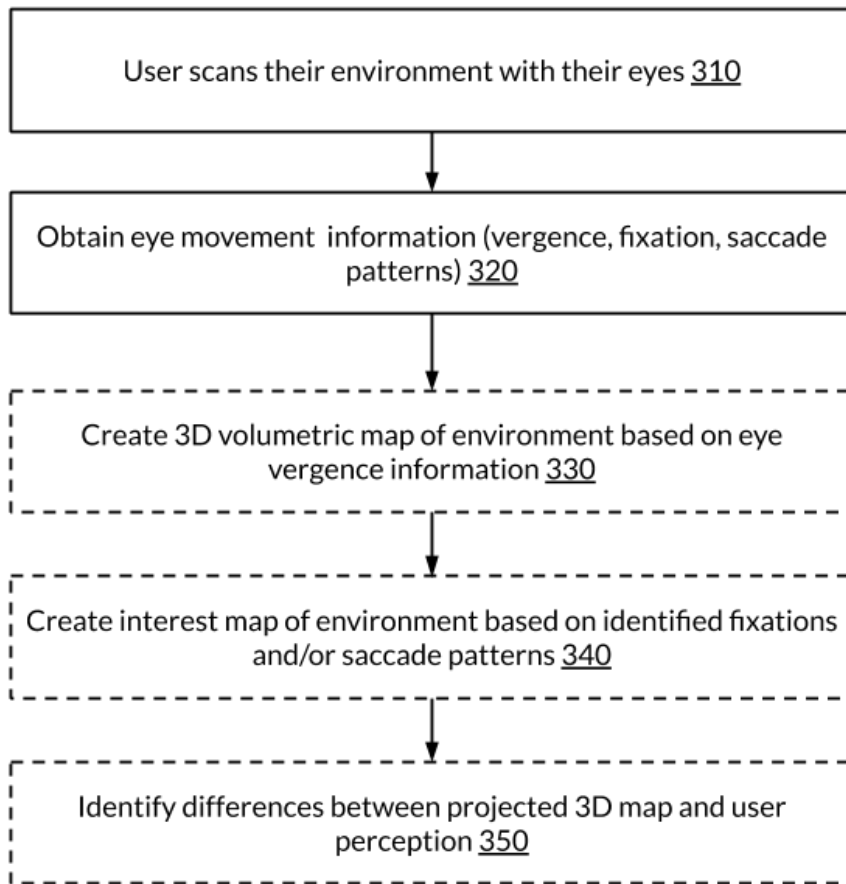 User scans their environment with their eyes 310
Obtain eye movement information (vergence, fixation, saccade
patterns) 320
Create 3D volumetric map of environment based on eye
vergence information 330
Create interest map of environment based on identified fixations
and/or saccade patterns 340
Identify differences between projected 3D map and user
perception 350